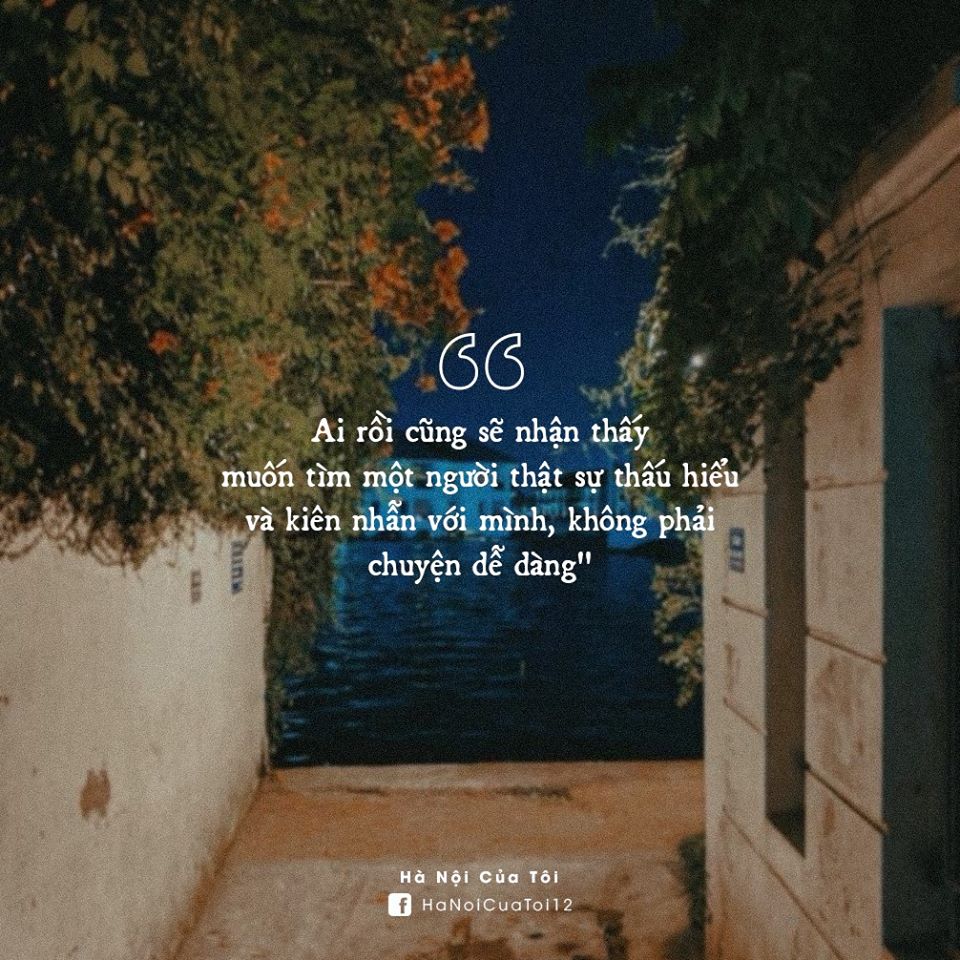 Ai rồi cũng sẽ nhận thấy
muốn tìm một người thật sự thấu hiểu
và kiên nhẫn với mình, không phải
chuyện dễ dàng"
Hà Nội Của Tôi
HaNoiCuaToi12